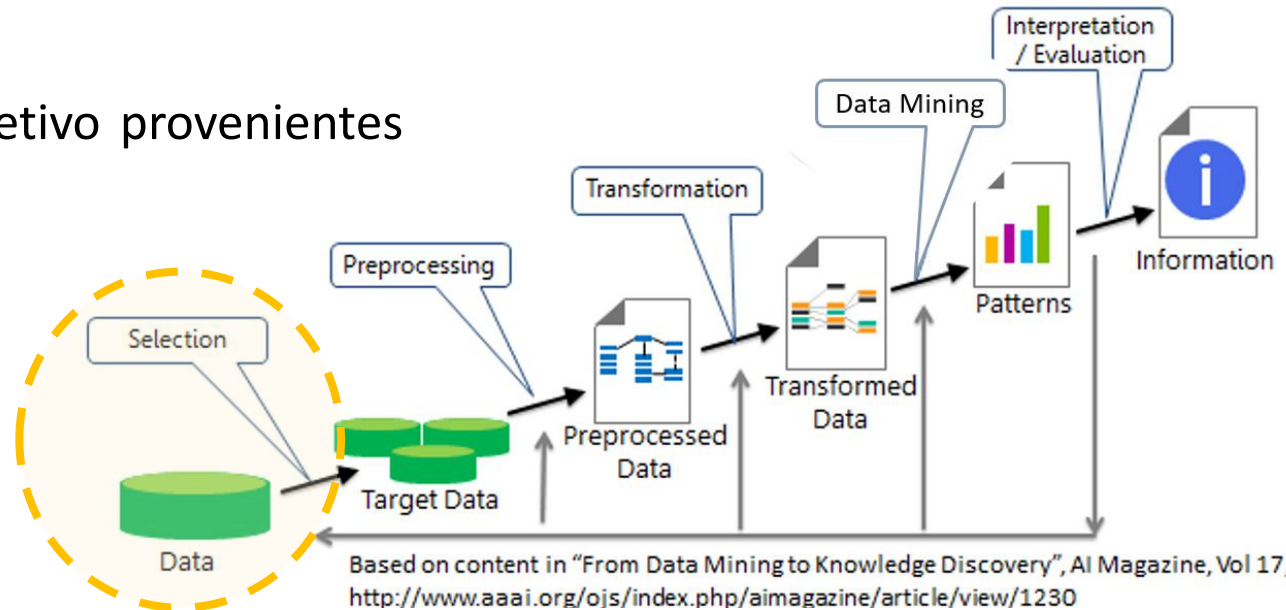 etivo provenientes
Interpretation
/ Evaluation
Data Mining
Transformation
Preprocessing
Selection
Information
Patterns
Transformed
Data
Preprocessed
Data
Target Data
Data
Based on content in “From Data Mining to Knowledge Discovery”, AI Magazine, Vol 17,
http://www.aaai.org/ojs/index.php/aimagazine/article/view/1230